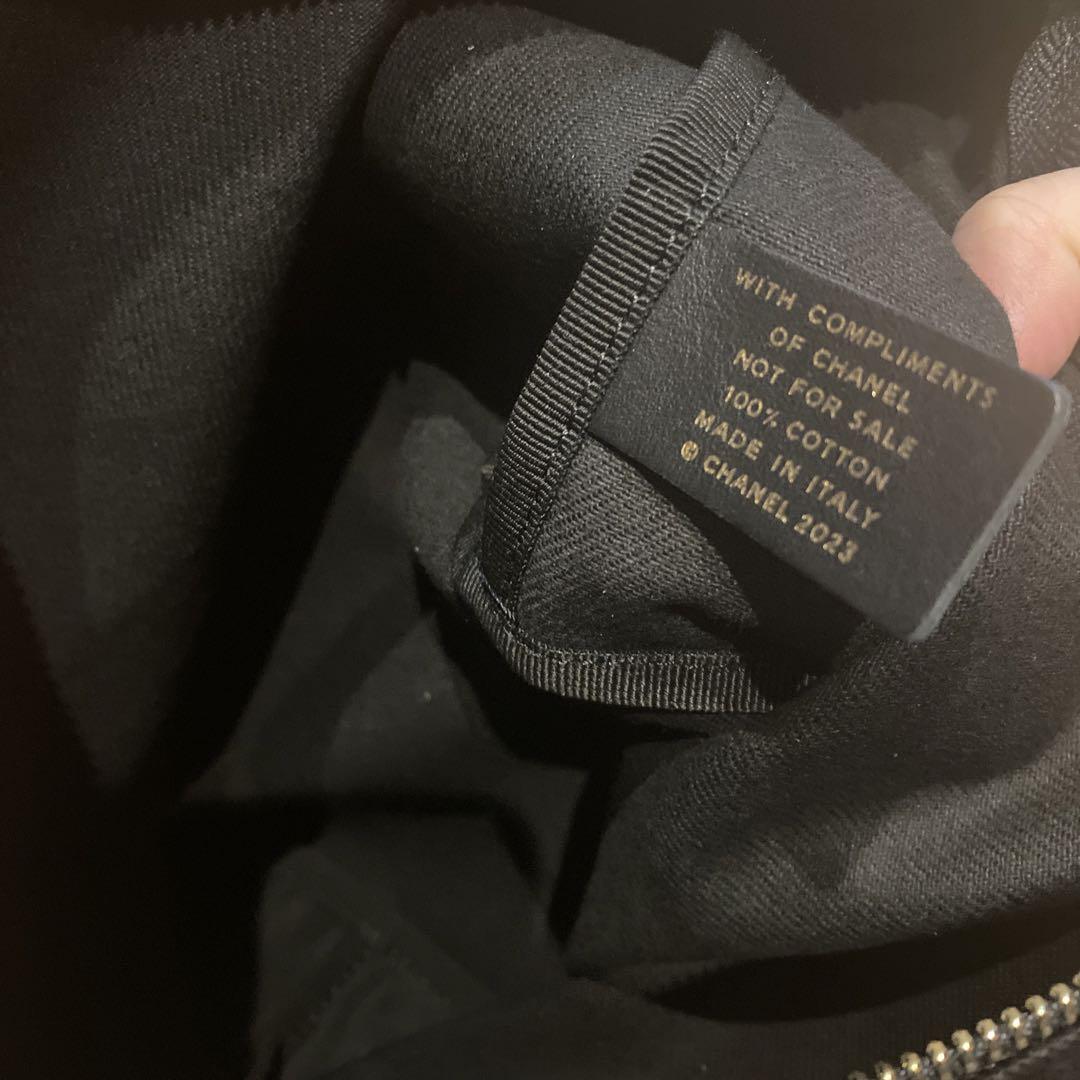 WITH COMPLIMENTS
OF CHANEL
NOT FOR SALE
100% COTTON
MADE IN ITALY
© CHANEL 2023